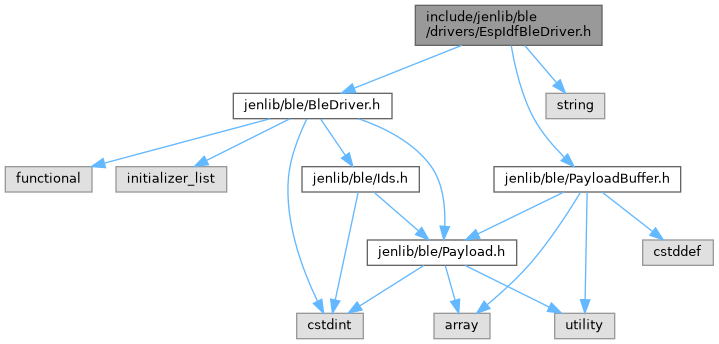 include/jenlib/ble
/drivers/EspIdfBleDriver.h
jenlib/ble/BleDriver.h
string
functional
initializer_list
jenlib/ble/Ids.h
jenlib/ble/PayloadBuffer.h
jenlib/ble/Payload.h
cstddef
cstdint
array
utility